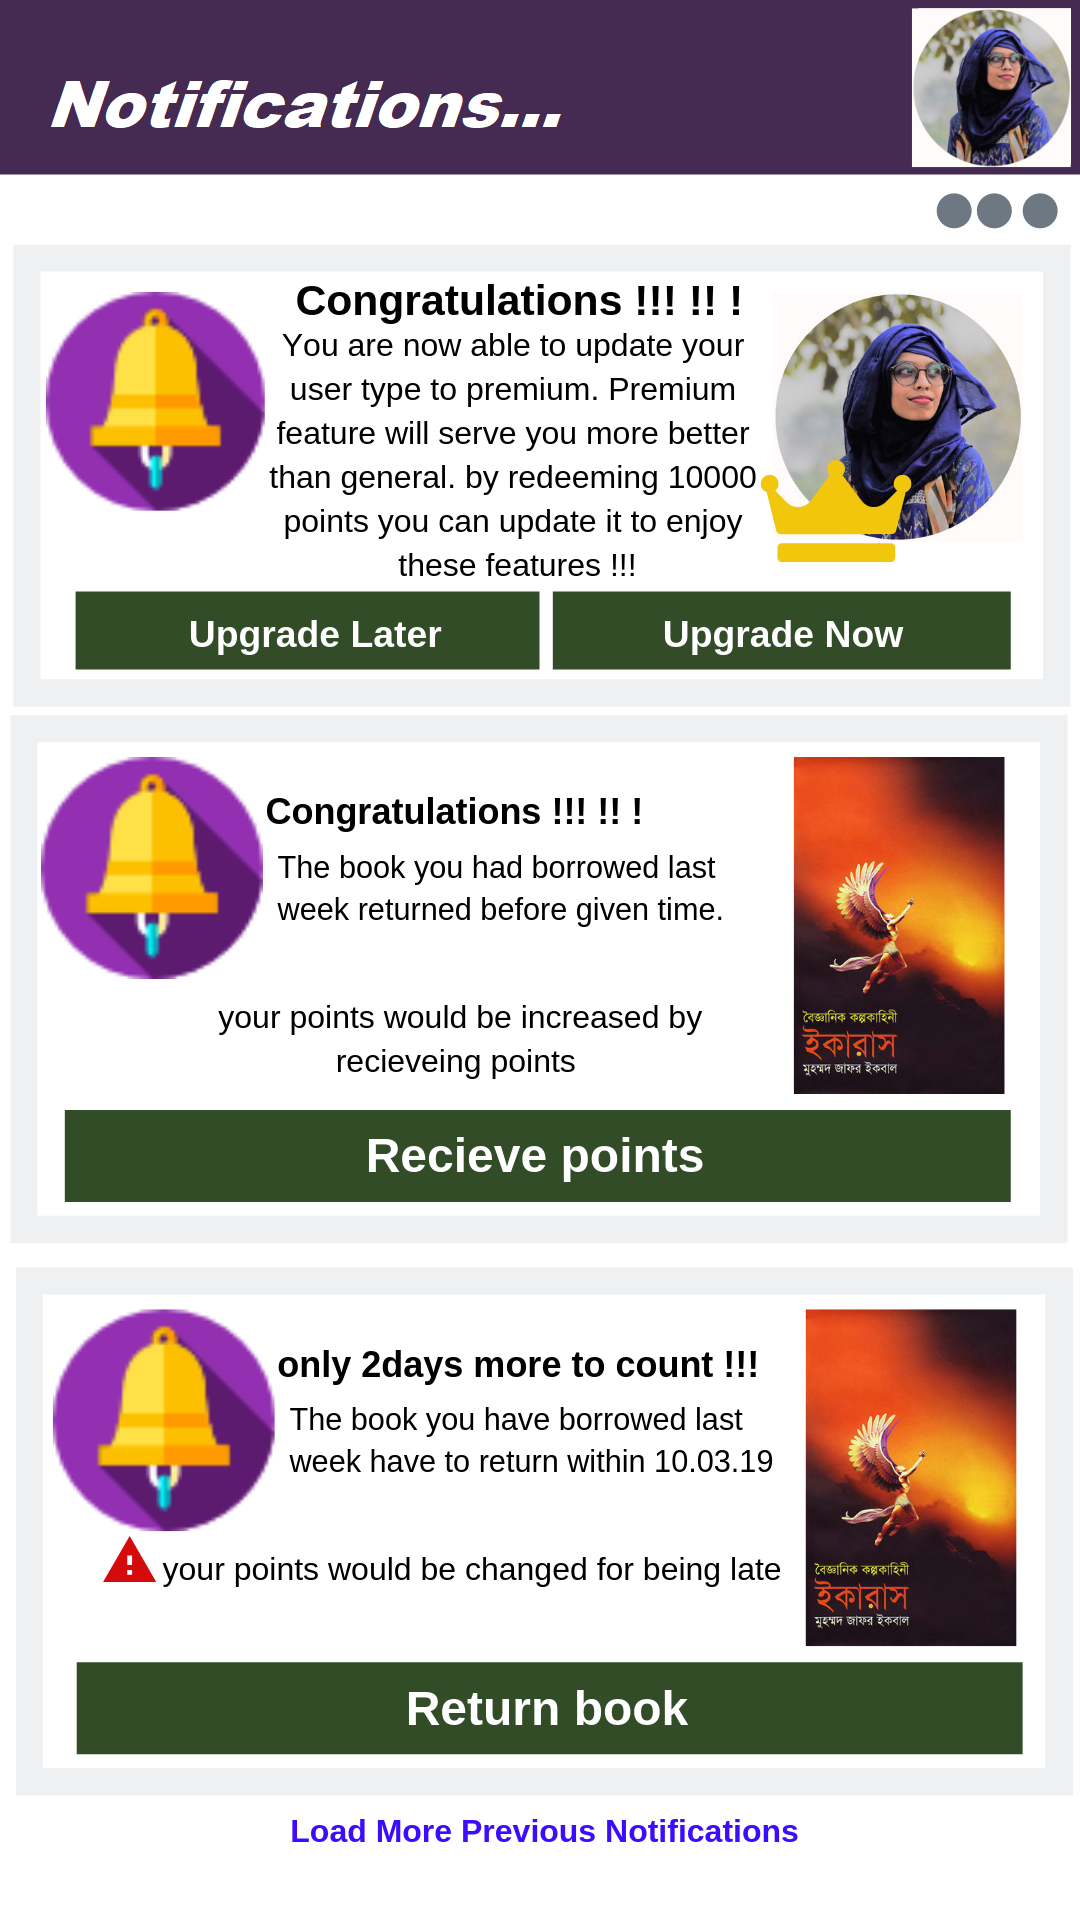 Notifications...
Congratulations !!! !! !
You are now able to update your
user type to premium. Premium
feature will serve you more better
than general. by redeeming 10000
points you can update it to enjoy
these features !!!
Upgrade Later
Upgrade Now
Congratulations !!! !! !
The book you had borrowed last
week returned before given time.
your points would be increased by
recieveing points
বৈজ্ঞানিক কল্পকাহিনী
ইকারাস
মুহম্মদ জাফর ইকবাল
Recieve points
only 2days more to count !!!
The book you have borrowed last
week have to return within 10.03.19
your points would be changed for being late
বৈজ্ঞানিক কল্পকাহিনী
ইকারাস
মুহম্মদ জাফর ইকবাল
Return book
Load More Previous Notifications